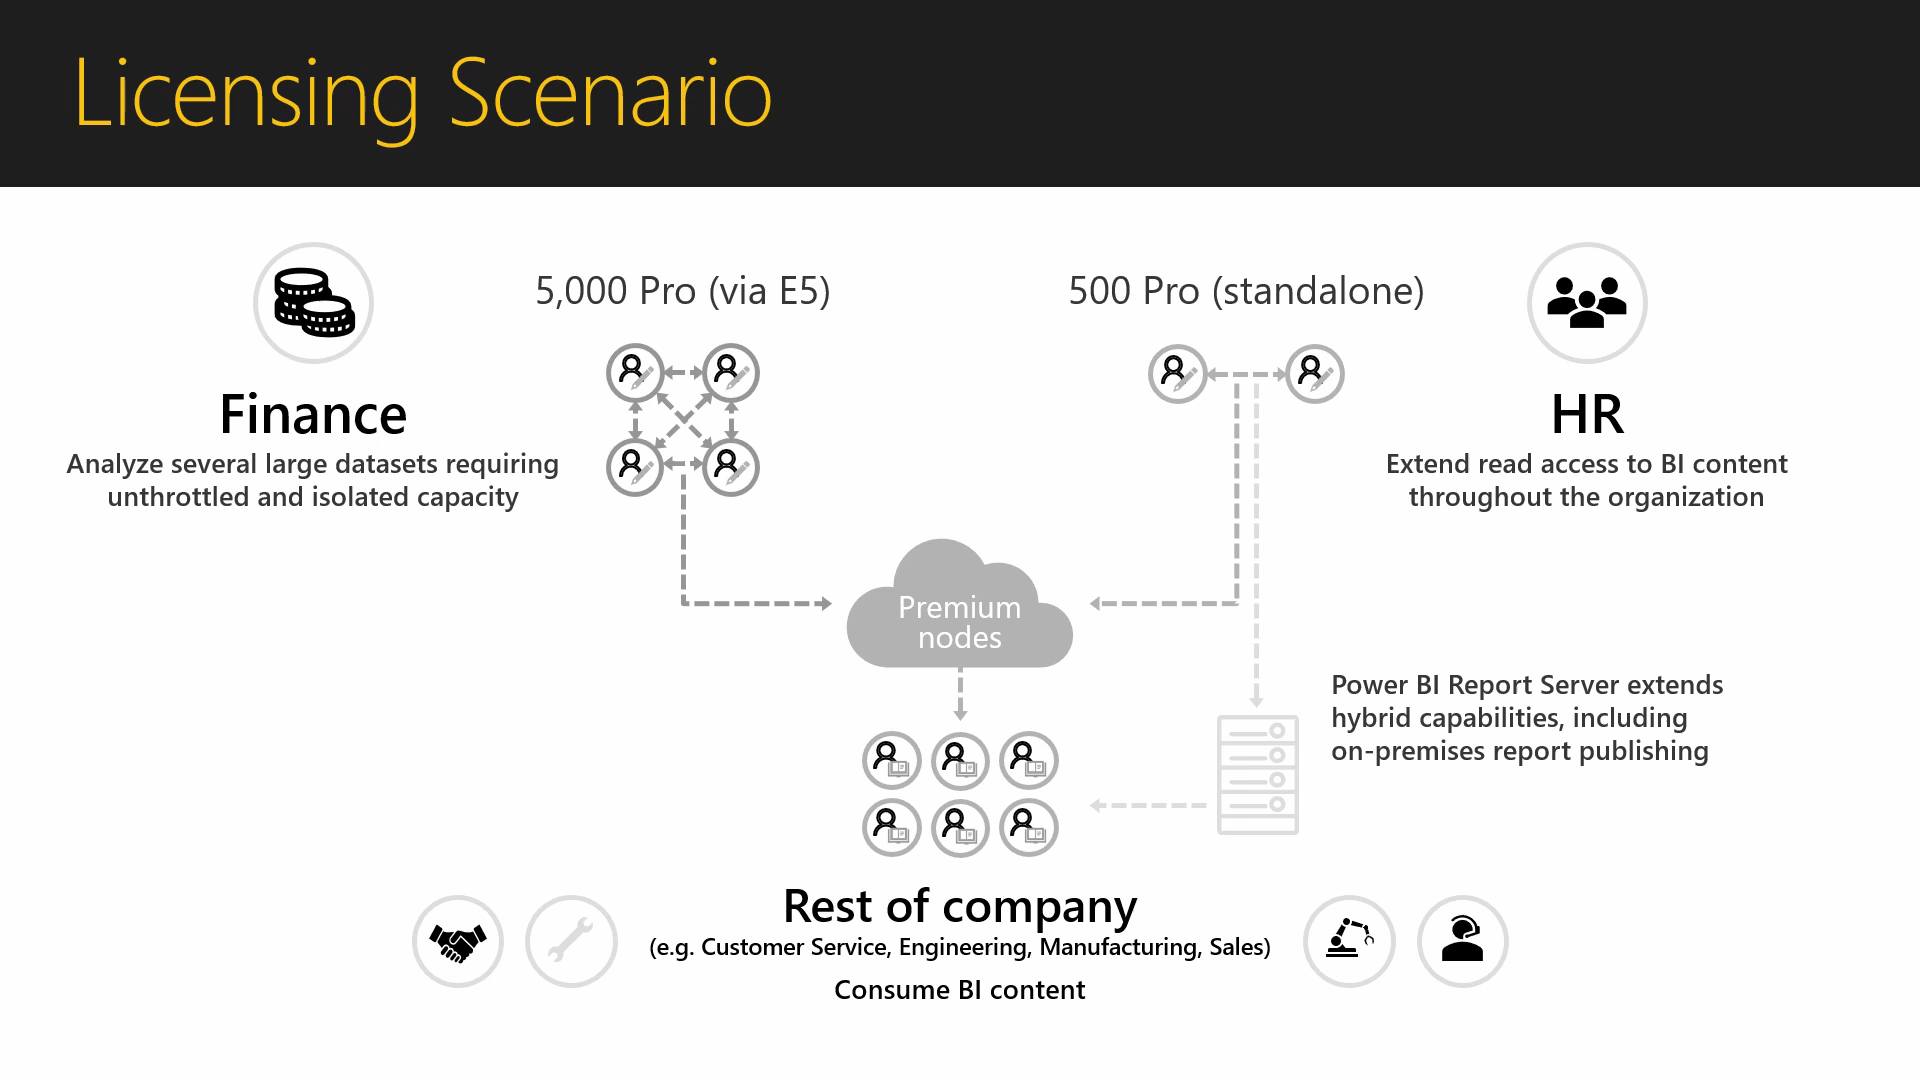 Licensing Scenario
5,000 Pro (via E5)
500 Pro (standalone)
Finance
Analyze several large datasets requiring
unthrottled and isolated capacity
HR
Extend read access to BI content
throughout the organization
Premium
nodes
Power BI Report Server extends
hybrid capabilities, including
on-premises report publishing
Rest of company
(e.g. Customer Service, Engineering, Manufacturing, Sales)
Consume BI content